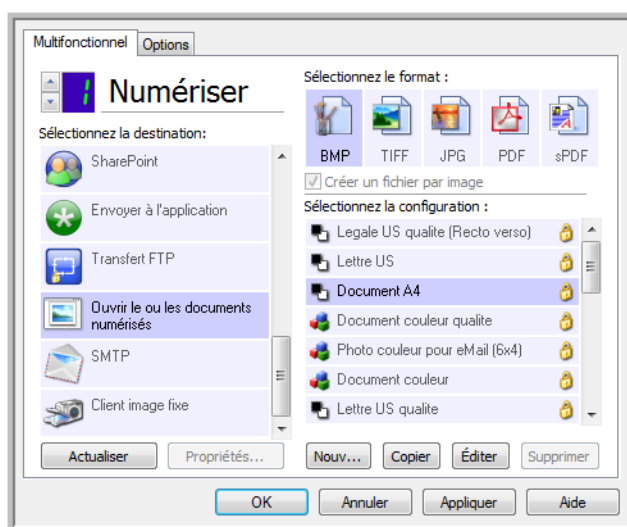 Multifonctionnel
Options
1
Numériser
Sélectionnez la destination:
SharePoint
Envoyer à l'application
Transfert FTP
Ouvrir le ou les documents
numérisés
SMTP
Client image fixe
Actualiser
Propriétés...
Sélectionnez le format :
BMP
TIFF
JPG
PDF
sPDF
Créer un fichier par image
Sélectionnez la configuration :
Legale US qualite (Recto verso)
Lettre US
Document A4
Document couleur qualite
Photo couleur pour eMail (6x4)
Document couleur
Lettre US qualite
Nouv...
Copier
Éditer
Supprimer
OK
Annuler
Appliquer
Aide